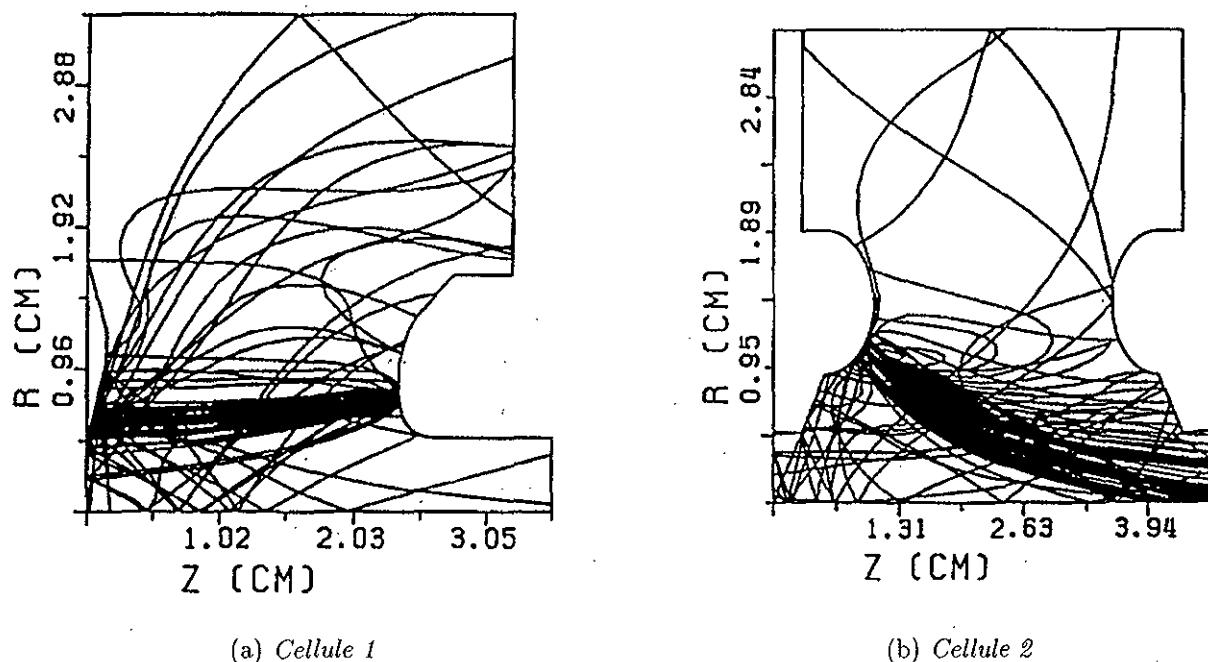 2.88
1.92
0.96
R (CM)
1.02 2.03 3.05
Z (CM)
(a) Cellule 1
2.84
1.89
0.95
R (CM)
1.31 2.63 3.94
Z (CM)
(b) Cellule 2